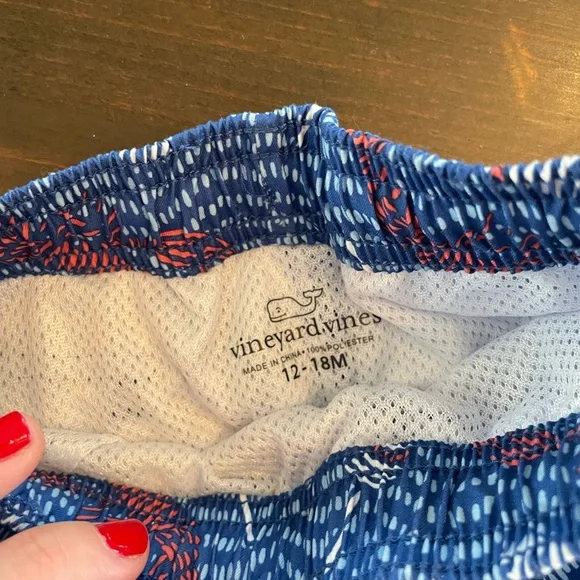 vineyard.vines
MADE IN CHINA • 100% POLYESTER
12-18M